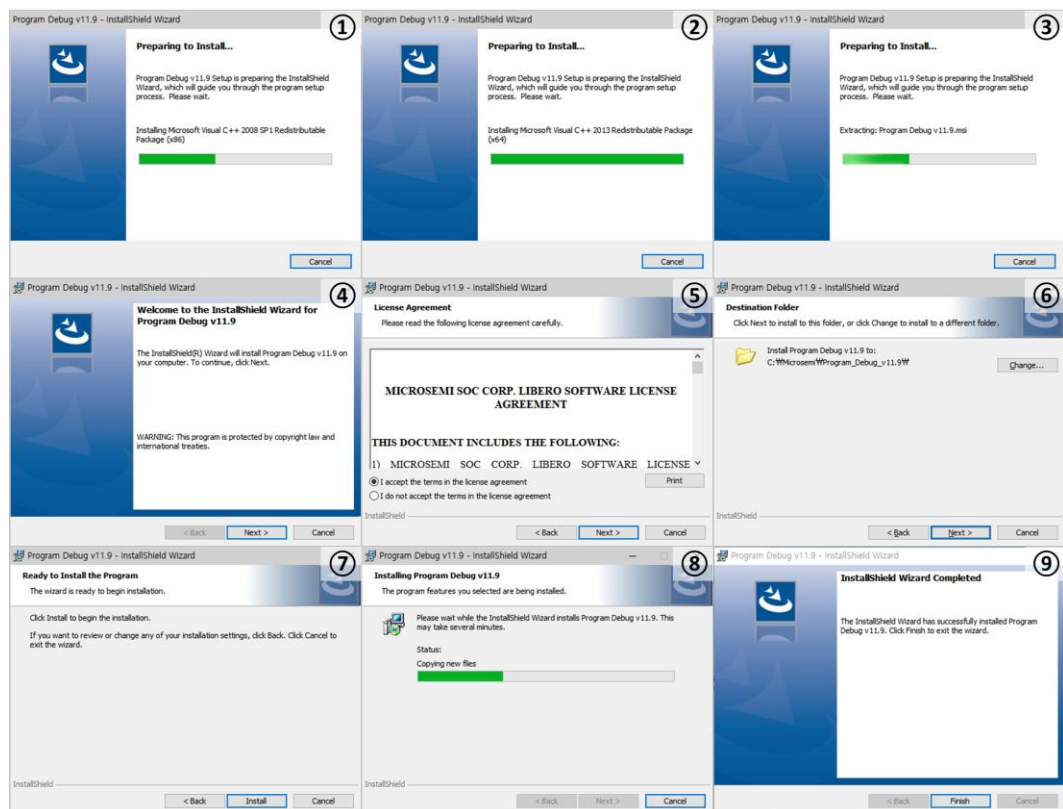 Program Debug v11.9 - InstallShield Wizard
①
Preparing to Install...
Program Debug v11.9 Setup is preparing the InstallShield
Wizard, which will guide you through the program setup
process. Please wait.
Installing Microsoft Visual C++ 2008 SP1 Redistributable
Package (x86)
Cancel
Program Debug v11.9 - InstallShield Wizard
②
Preparing to Install...
Program Debug v11.9 Setup is preparing the InstallShield
Wizard, which will guide you through the program setup
process. Please wait.
Installing Microsoft Visual C++ 2013 Redistributable Package
(x64)
Cancel
Program Debug v11.9 - InstallShield Wizard
③
Preparing to Install...
Program Debug v11.9 Setup is preparing the InstallShield
Wizard, which will guide you through the program setup
process. Please wait.
Extracting: Program Debug v11.9.msi
Cancel
Program Debug v11.9 - InstallShield Wizard
④
Welcome to the InstallShield Wizard for
Program Debug v11.9
The InstallShield(R) Wizard will install Program Debug v11.9 on
your computer. To continue, click Next.
WARNING: This program is protected by copyright law and
international treaties.
< Back
Next >
Cancel
Program Debug v11.9 - InstallShield Wizard
⑤
License Agreement
Please read the following license agreement carefully.
MICROSEMI SOC CORP. LIBERO SOFTWARE LICENSE
AGREEMENT
THIS DOCUMENT INCLUDES THE FOLLOWING:
1) MICROSEMI SOC CORP. LIBERO SOFTWARE LICENSE
I accept the terms in the license agreement
Print
I do not accept the terms in the license agreement
InstallShield
< Back
Next >
Cancel
Program Debug v11.9 - InstallShield Wizard
⑥
Destination Folder
Click Next to install to this folder, or click Change to install to a different folder.
Install Program Debug v11.9 to:
C:₩Microsemi₩Program_Debug_v11.9₩
Change...
InstallShield
< Back
Next >
Cancel
Program Debug v11.9 - InstallShield Wizard
⑦
Ready to Install the Program
The wizard is ready to begin installation.
Click Install to begin the installation.
If you want to review or change any of your installation settings, click Back. Click Cancel to
exit the wizard.
InstallShield
< Back
Install
Cancel
Program Debug v11.9 - InstallShield Wizard
⑧
Installing Program Debug v11.9
The program features you selected are being installed.
Please wait while the InstallShield Wizard installs Program Debug v11.9. This
may take several minutes.
Status:
Copying new files
InstallShield
< Back
Next >
Cancel
Program Debug v11.9 - InstallShield Wizard
⑨
InstallShield Wizard Completed
The InstallShield Wizard has successfully installed Program
Debug v11.9. Click Finish to exit the wizard.
< Back
Finish
Cancel